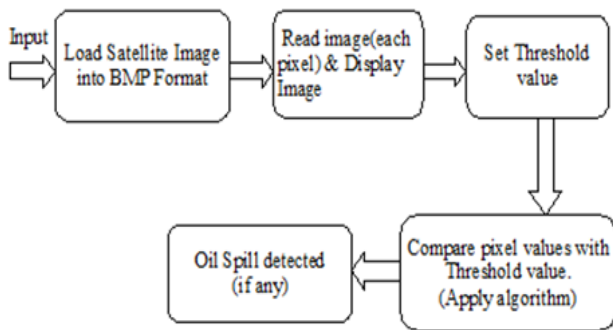 Input
Load Satellite Image
into BMP Format
Read image(each
pixel) & Display
Image
Set Threshold
value
Compare pixel values with
Threshold value.
(Apply algorithm)
Oil Spill detected
(if any)